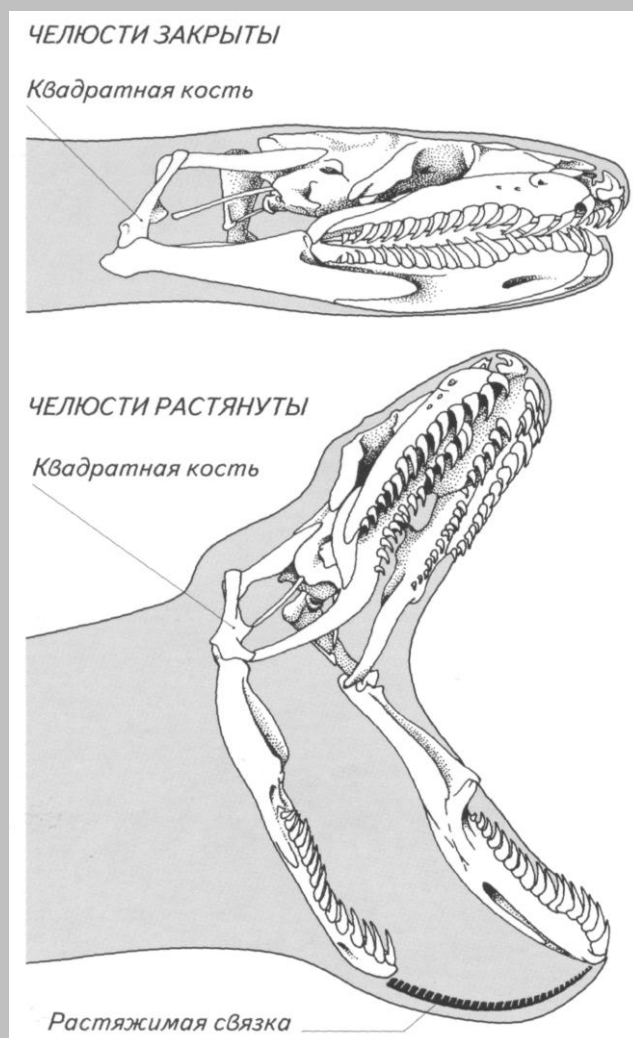 ЧЕЛЮСТИ ЗАКРЫТЫ
Квадратная кость
ЧЕЛЮСТИ РАСТЯНУТЫ
Квадратная кость
Растяжимая связка